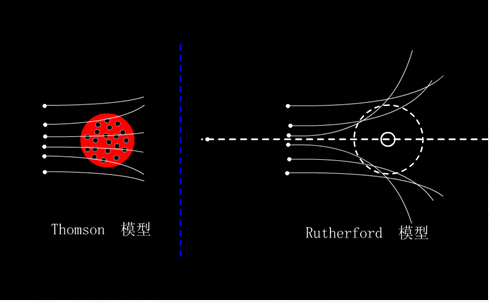 Thomson 模型
Rutherford 模型